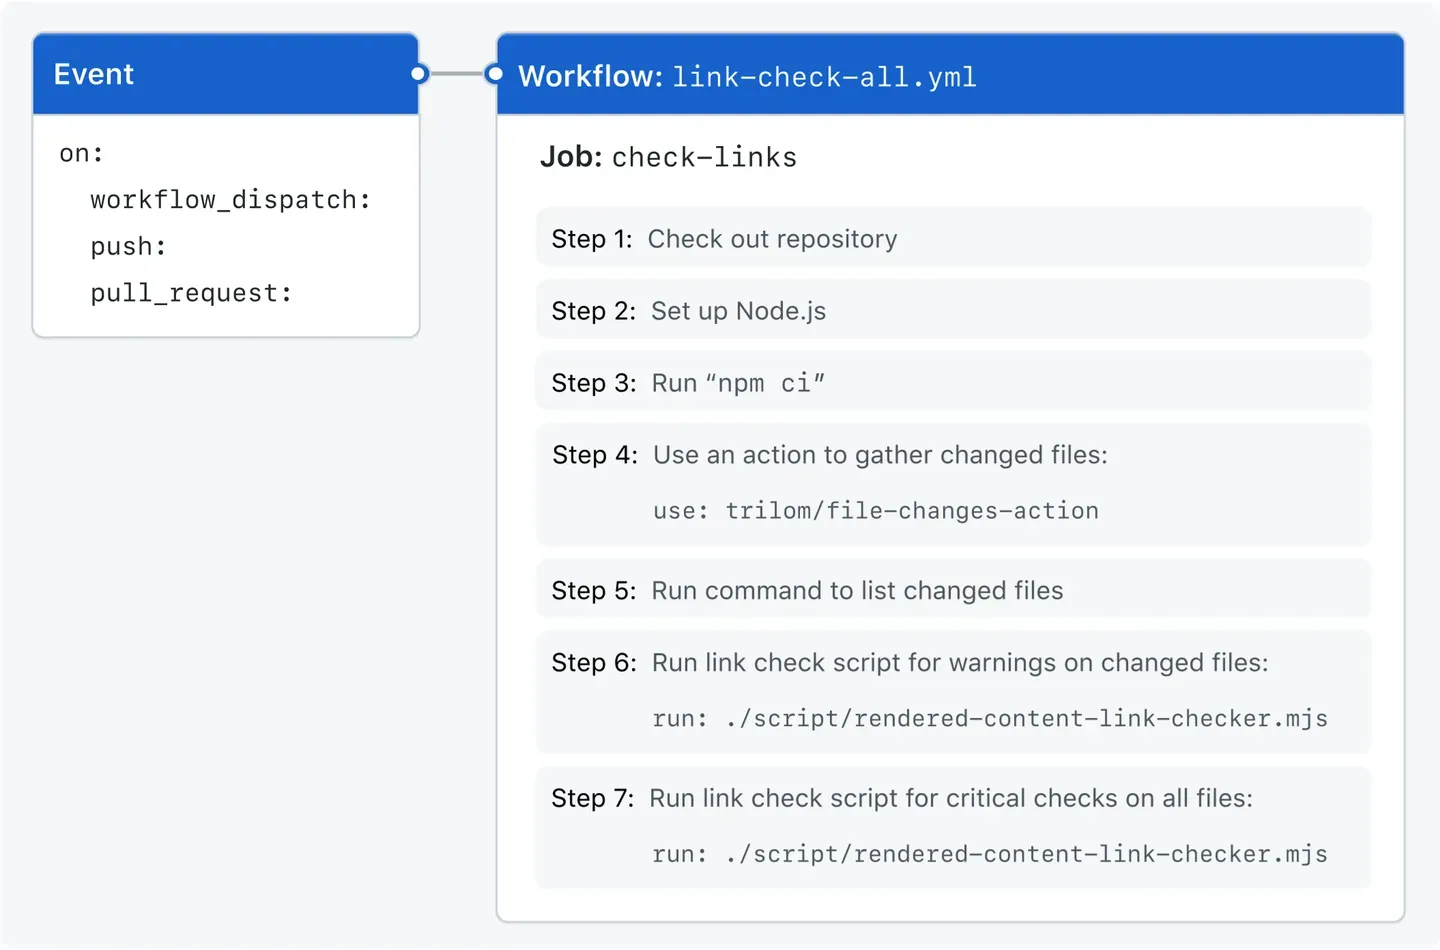 Event
on:
workflow_dispatch:
push:
pull_request:
Workflow: link-check-all.yml
Job: check-links
Step 1: Check out repository
Step 2: Set up Node.js
Step 3: Run “npm ci”
Step 4: Use an action to gather changed files:
use: trilom/file-changes-action
Step 5: Run command to list changed files
Step 6: Run link check script for warnings on changed files:
run: ./script/rendered-content-link-checker.mjs
Step 7: Run link check script for critical checks on all files:
run: ./script/rendered-content-link-checker.mjs